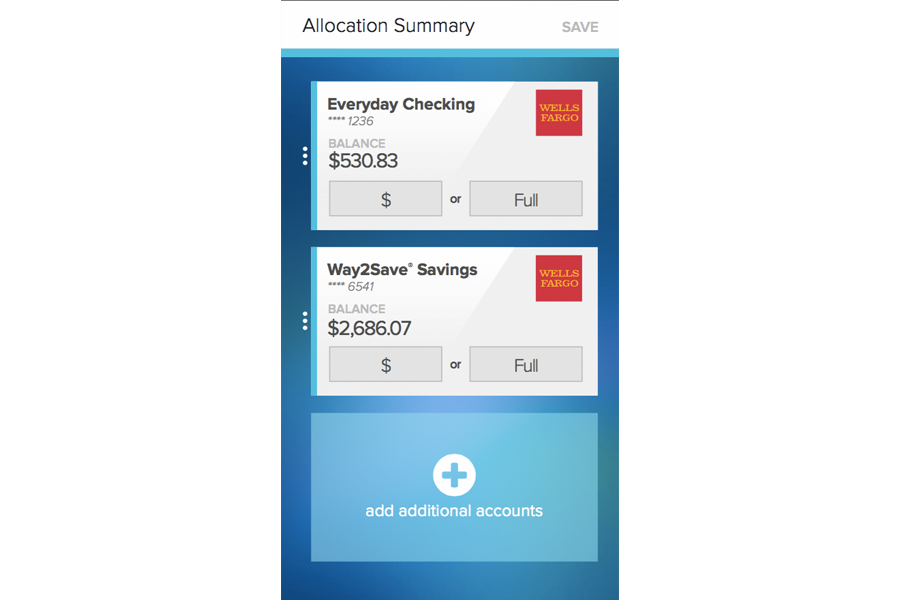 Allocation Summary
SAVE
Everyday Checking
**** 1236
WELLS
FARGO
BALANCE
$530.83
$ or Full
Way2Save® Savings
**** 6541
WELLS
FARGO
BALANCE
$2,686.07
$ or Full
add additional accounts